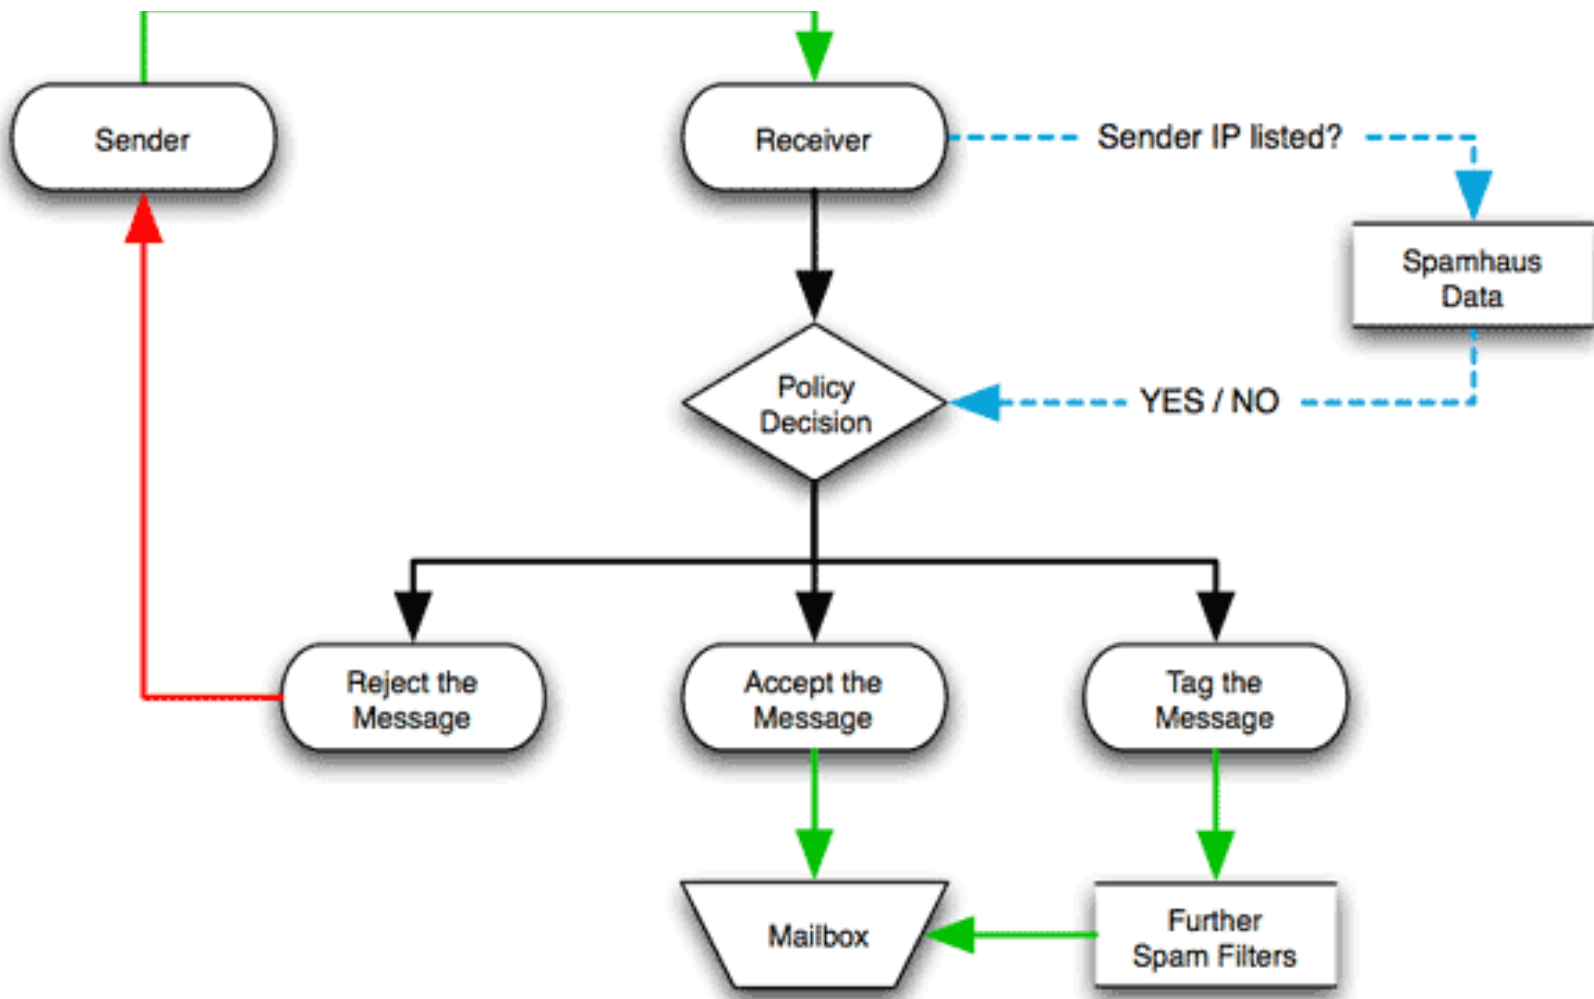 Sender
Receiver
Sender IP listed?
Spamhaus
Data
Policy
Decision
YES / NO
Reject the
Message
Accept the
Message
Tag the
Message
Mailbox
Further
Spam Filters